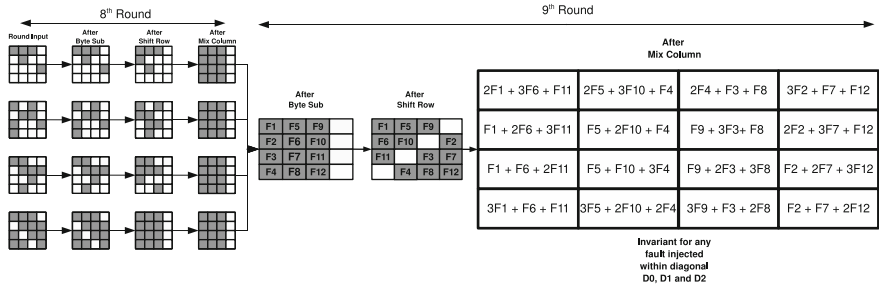 8th Round
9th Round
Round Input
After Byte Sub
After Shift Row
After Mix Column
After Byte Sub
After Shift Row
After Mix Column
F1 F5 F9
F2 F6 F10
F3 F7 F11
F4 F8 F12
F1 F5 F9
F6 F10 F2
F11 F3 F7
F4 F8 F12
2F1 + 3F6 + F11 2F5 + 3F10 + F4 2F4 + F3 + F8 3F2 + F7 + F12
F1 + 2F6 + 3F11 F5 + 2F10 + F4 F9 + 3F3+ F8 2F2 + 3F7 + F12
F1 + F6 + 2F11 F5 + F10 + 3F4 F9 + 2F3 + 3F8 F2 + 2F7 + 3F12
3F1 + F6 + F11 3F5 + 2F10 + 2F4 3F9 + F3 + 2F8 F2 + F7 + 2F12
Invariant for any
fault injected
within diagonal
D0, D1 and D2